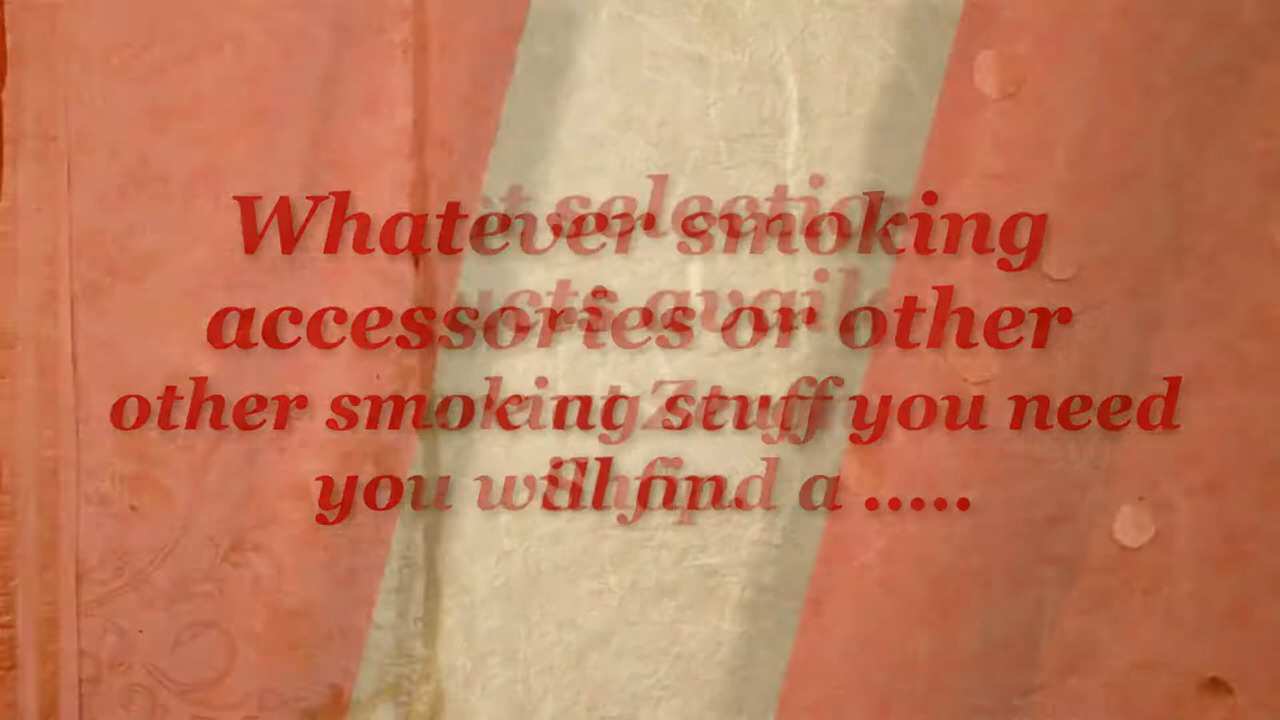 Whatever smoking
accessories or other
other smoking stuff you need
you will find a .....